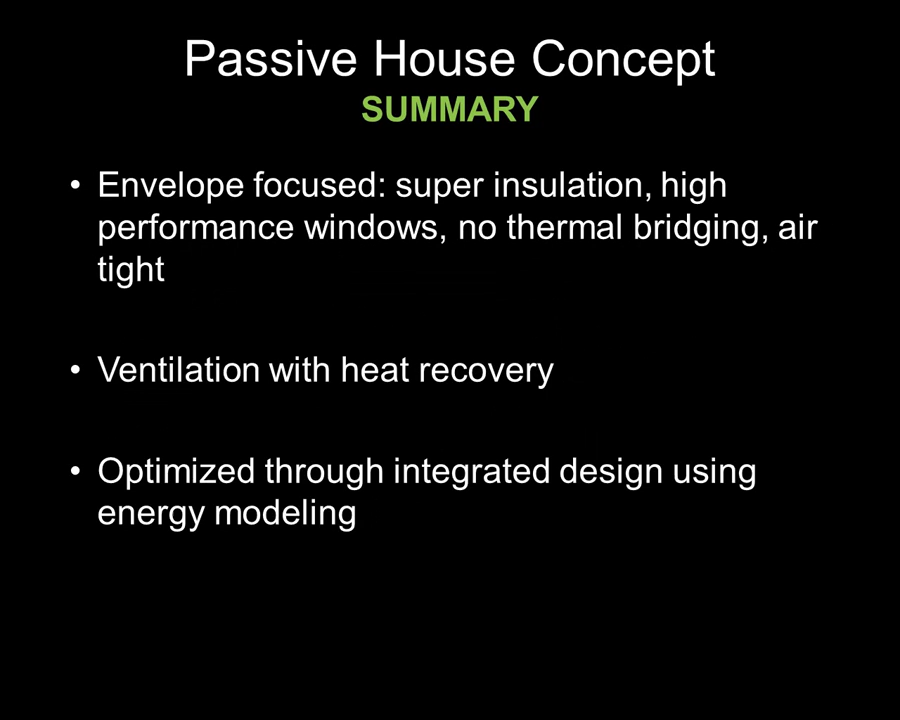 Passive House Concept
SUMMARY
• Envelope focused: super insulation, high
performance windows, no thermal bridging, air
tight
• Ventilation with heat recovery
• Optimized through integrated design using
energy modeling